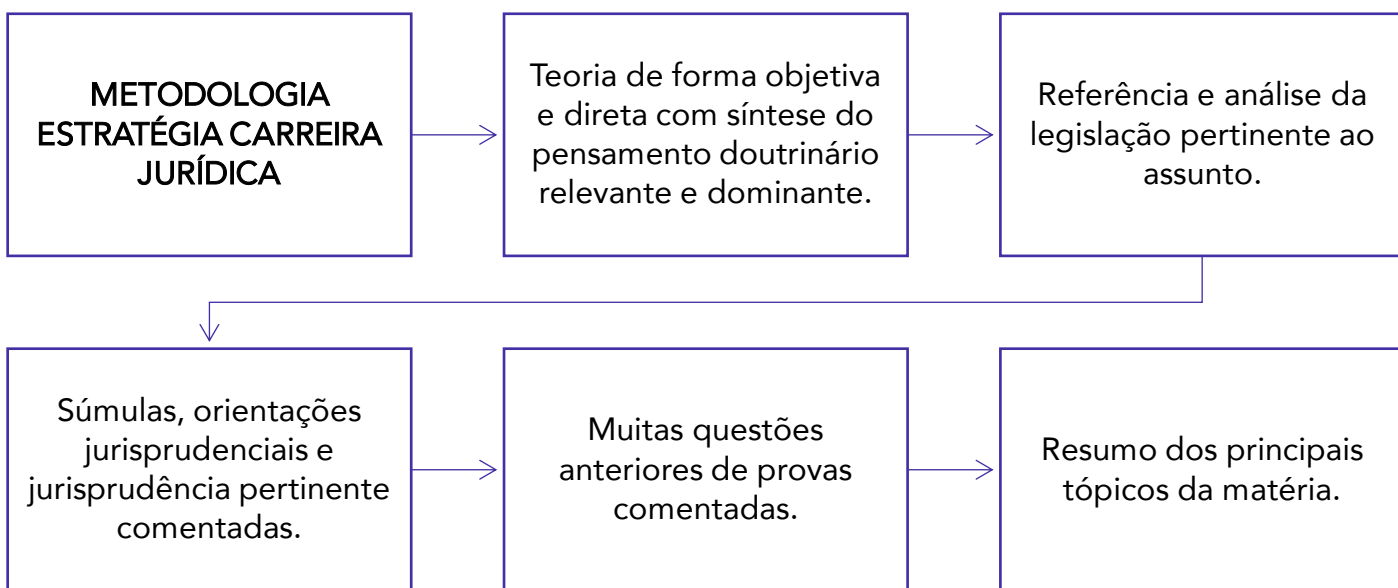 METODOLOGIA
ESTRATÉGIA CARREIRA
JURÍDICA
Teoria de forma objetiva
e direta com síntese do
pensamento doutrinário
relevante e dominante.
Referência e análise da
legislação pertinente ao
assunto.
Súmulas, orientações
jurisprudenciais e
jurisprudência pertinente
comentadas.
Muitas questões
anteriores de provas
comentadas.
Resumo dos principais
tópicos da matéria.